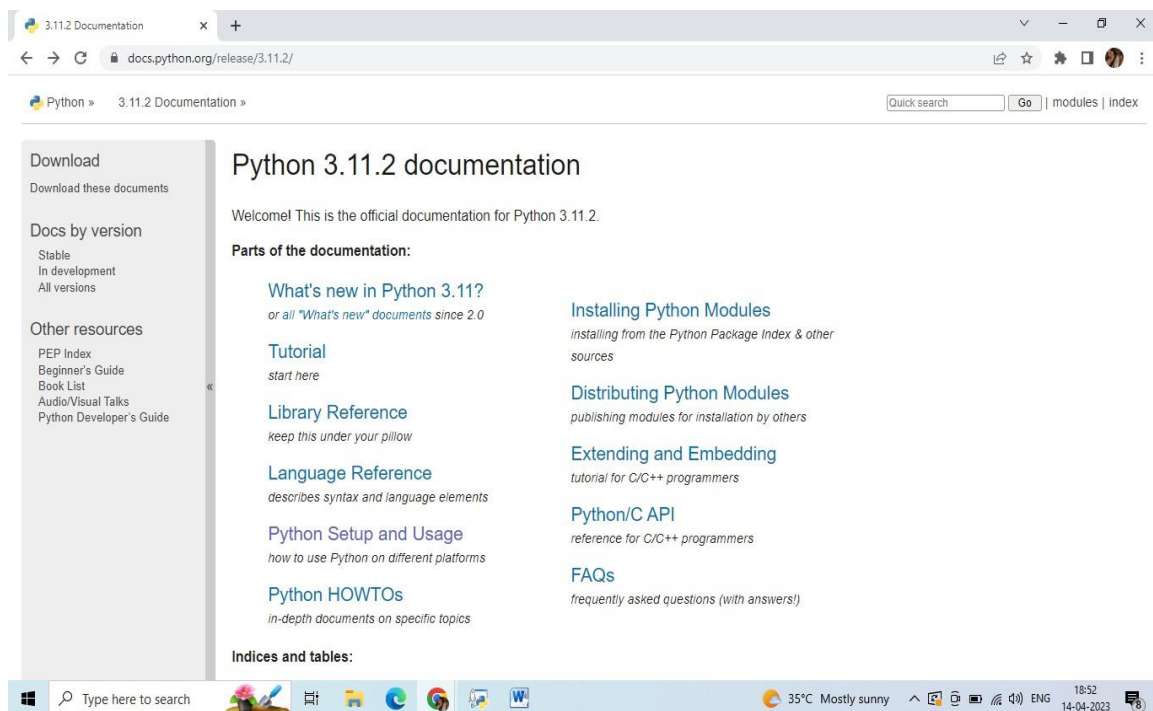 3.11.2 Documentation
docs.python.org/release/3.11.2/
Python » 3.11.2 Documentation »
Quick search Go | modules | index
Download
Download these documents
Docs by version
Stable
In development
All versions
Other resources
PEP Index
Beginner's Guide
Book List
Audio/Visual Talks
Python Developer's Guide
«
Python 3.11.2 documentation
Welcome! This is the official documentation for Python 3.11.2.
Parts of the documentation:
What's new in Python 3.11?
or all "What's new" documents since 2.0
Tutorial
start here
Library Reference
keep this under your pillow
Language Reference
describes syntax and language elements
Python Setup and Usage
how to use Python on different platforms
Python HOWTOs
in-depth documents on specific topics
Installing Python Modules
installing from the Python Package Index & other
sources
Distributing Python Modules
publishing modules for installation by others
Extending and Embedding
tutorial for C/C++ programmers
Python/C API
reference for C/C++ programmers
FAQs
frequently asked questions (with answers!)
Indices and tables:
Type here to search
W
35°C Mostly sunny
ENG
18:52
14-04-2023
8